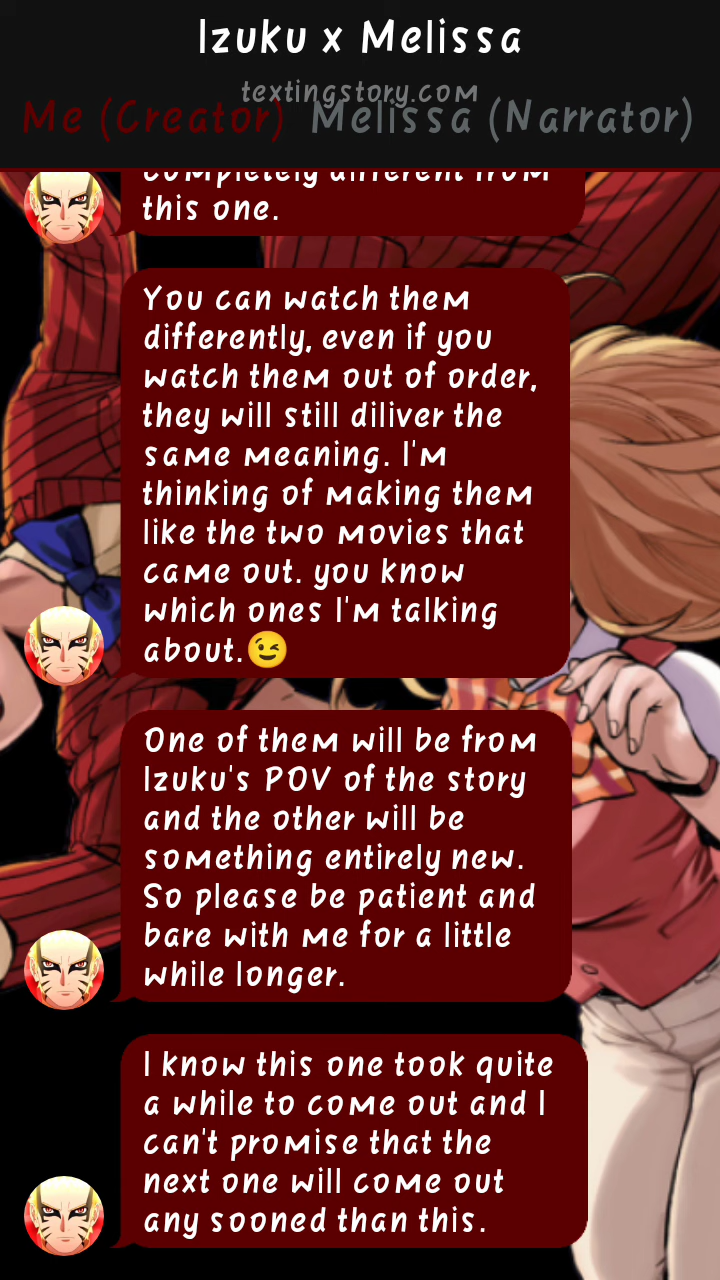 Izuku x Melissa
textingstory.com
Me (Creator) Melissa (Narrator)
completely different from
this one.
You can watch them
differently, even if you
watch them out of order,
they will still diliver the
same meaning. I'm
thinking of making them
like the two movies that
came out. you know
which ones I'm talking
about.😉
One of them will be from
Izuku's POV of the story
and the other will be
something entirely new.
So please be patient and
bare with me for a little
while longer.
I know this one took quite
a while to come out and I
can't promise that the
next one will come out
any sooned than this.